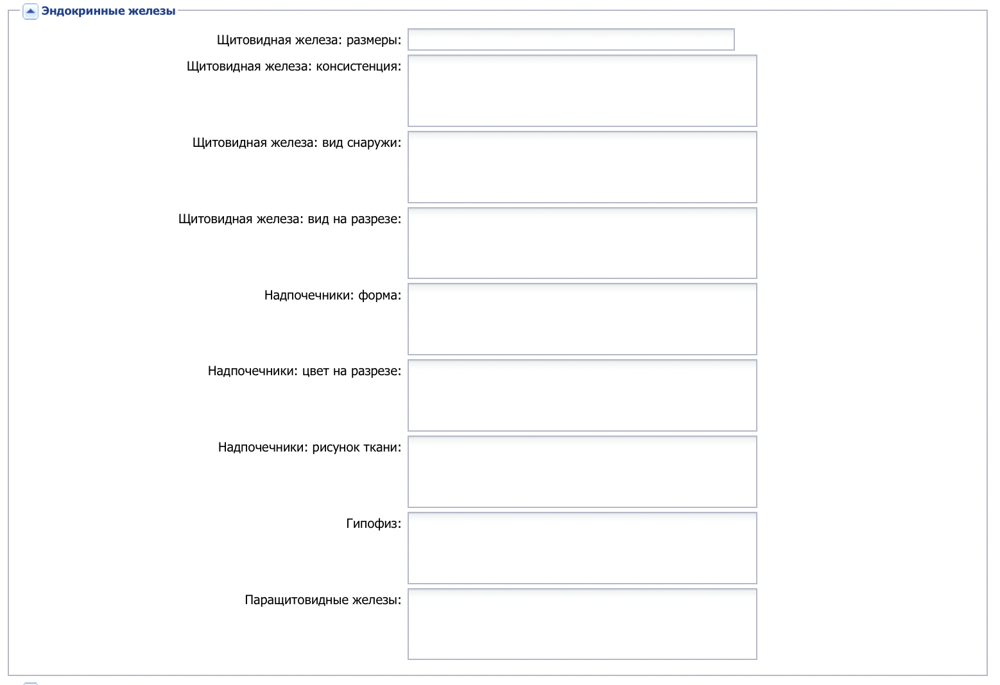 Эндокринные железы
Щитовидная железа: размеры:
Щитовидная железа: консистенция:
Щитовидная железа: вид снаружи:
Щитовидная железа: вид на разрезе:
Надпочечники: форма:
Надпочечники: цвет на разрезе:
Надпочечники: рисунок ткани:
Гипофиз:
Паращитовидные железы: